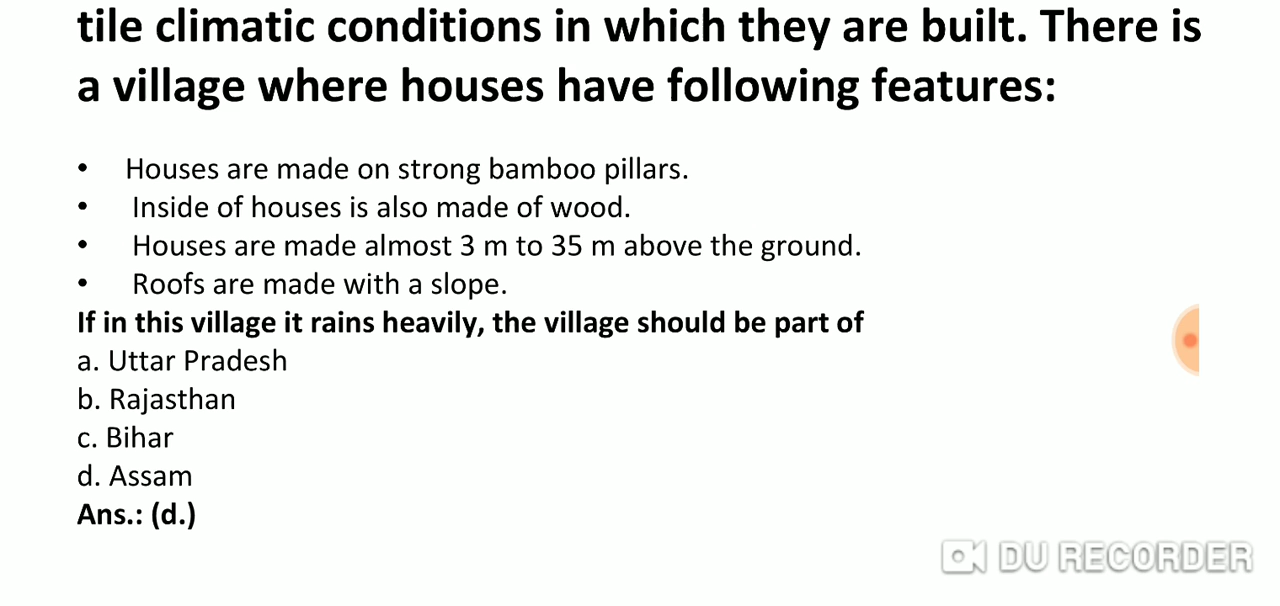 tile climatic conditions in which they are built. There is
a village where houses have following features:
• Houses are made on strong bamboo pillars.
• Inside of houses is also made of wood.
• Houses are made almost 3 m to 35 m above the ground.
• Roofs are made with a slope.
If in this village it rains heavily, the village should be part of
a. Uttar Pradesh
b. Rajasthan
c. Bihar
d. Assam
Ans.: (d.)
DU RECORDER